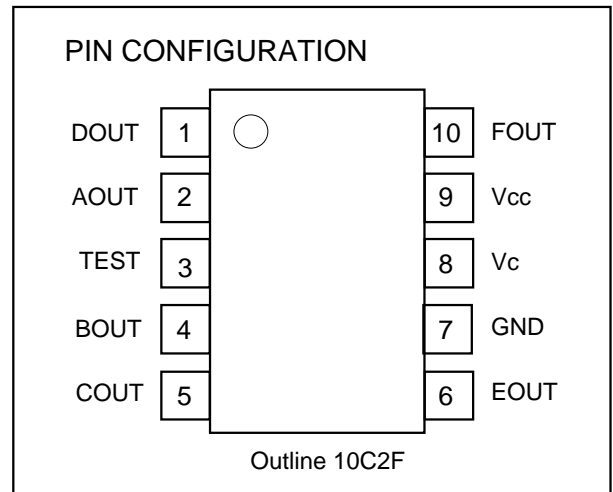 PIN CONFIGURATION
DOUT 1 10 FOUT
AOUT 2 9 Vcc
TEST 3 8 Vc
BOUT 4 7 GND
COUT 5 6 EOUT
Outline 10C2F